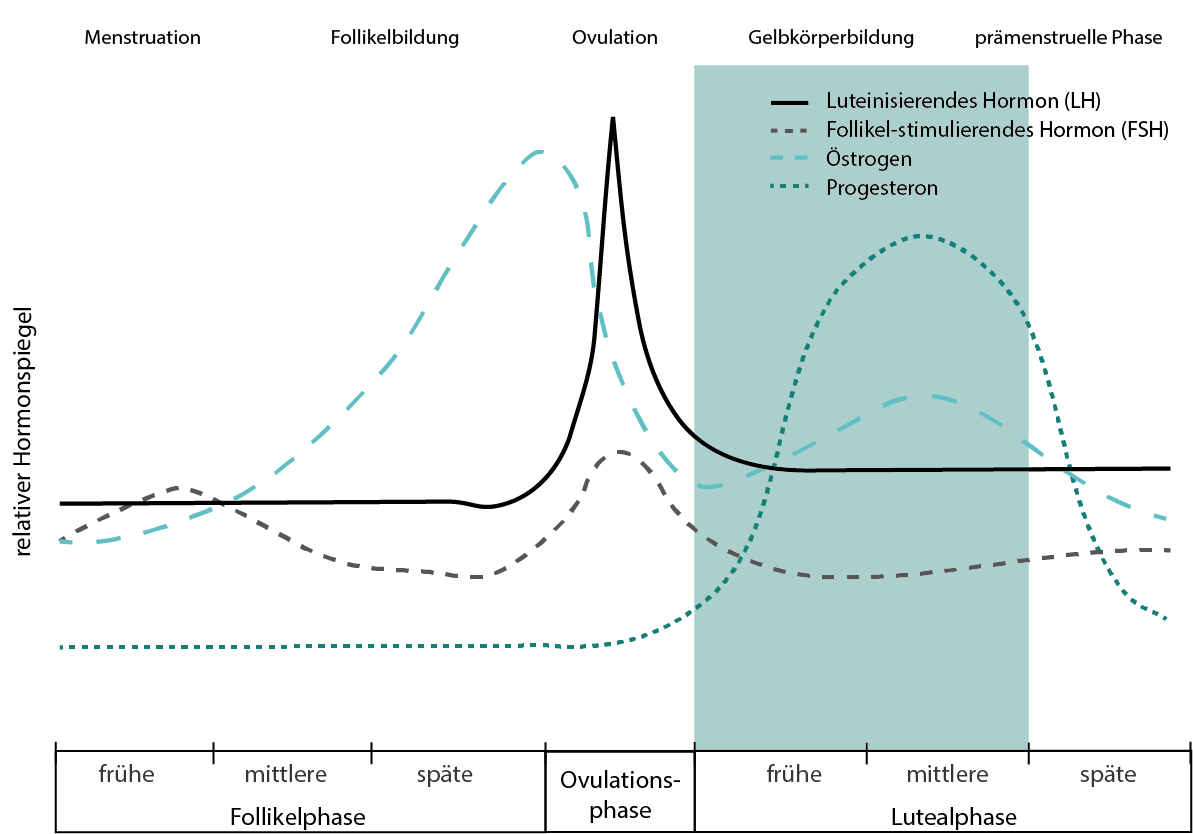 Menstruation
Follikelbildung
Ovulation
Gelbkörperbildung
prämenstruelle Phase
Luteinisierendes Hormon (LH)
Follikel-stimulierendes Hormon (FSH)
Östrogen
Progesteron
relativer Hormonspiegel
frühe
mittlere
späte
Follikelphase
Ovulations-
phase
frühe
mittlere
späte
Lutealphase